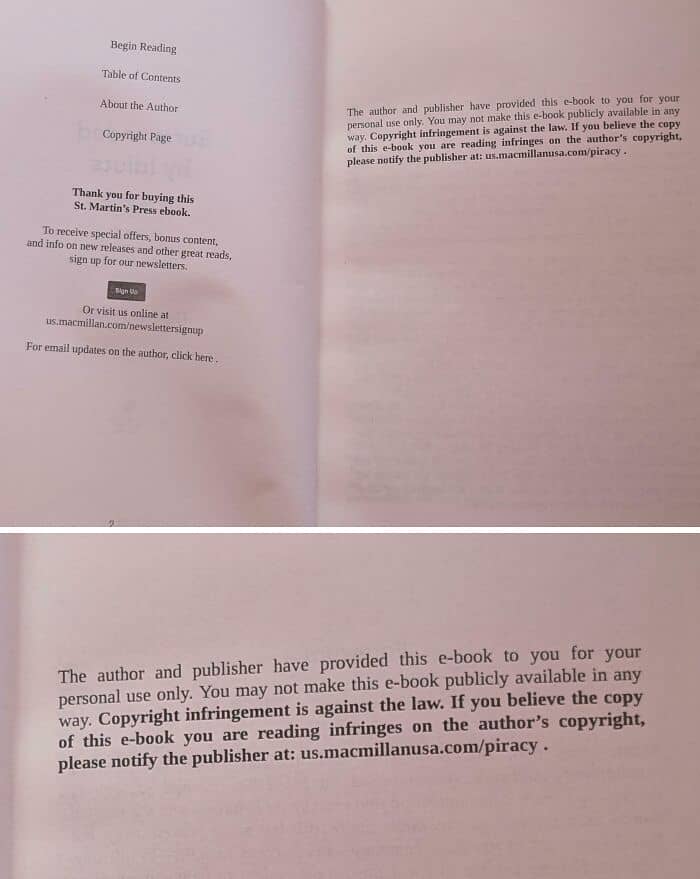 Begin Reading
Table of Contents
About the Author
Copyright Page
Thank you for buying this
St. Martin's Press ebook.
To receive special offers, bonus content,
and info on new releases and other great reads,
sign up for our newsletters.
Sign Up
Or visit us online at
us.macmillan.com/newslettersignup
For email updates on the author, click here .
The author and publisher have provided this e-book to you for your
personal use only. You may not make this e-book publicly available in any
way. Copyright infringement is against the law. If you believe the copy
of this e-book you are reading infringes on the author's copyright,
please notify the publisher at: us.macmillanusa.com/piracy .
The author and publisher have provided this e-book to you for your
personal use only. You may not make this e-book publicly available in any
way. Copyright infringement is against the law. If you believe the copy
of this e-book you are reading infringes on the author's copyright,
please notify the publisher at: us.macmillanusa.com/piracy .